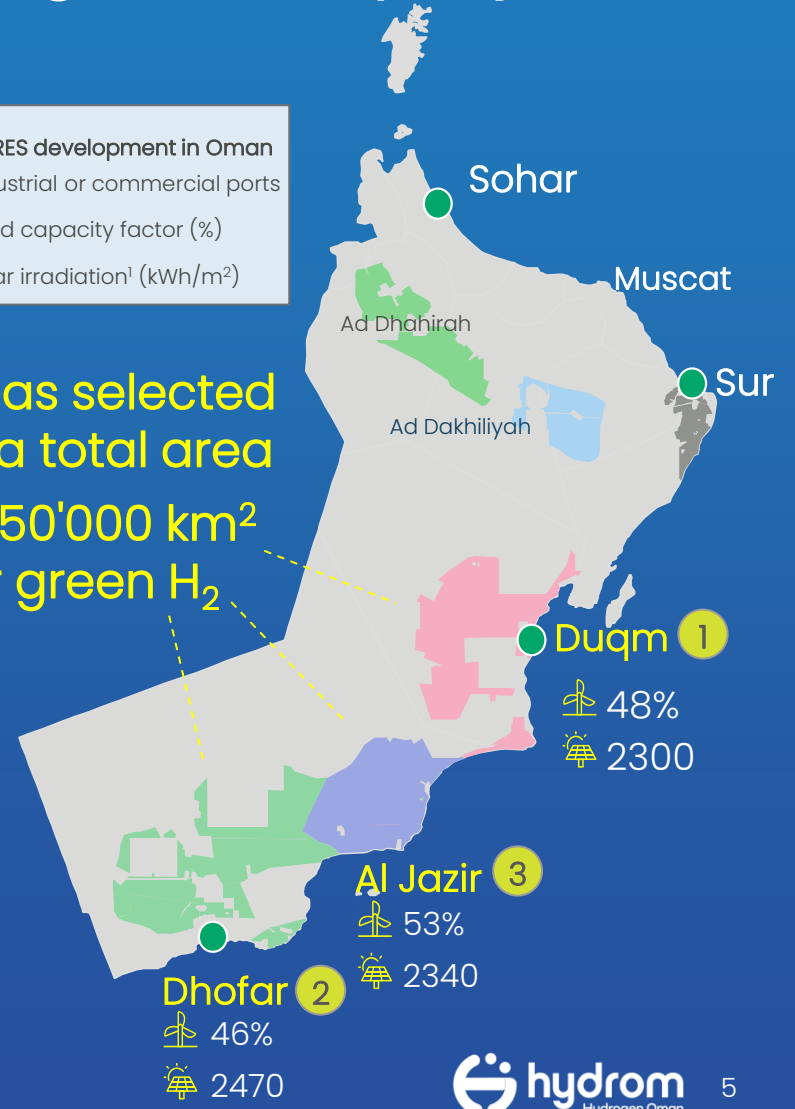 RES development in Oman
ustrial or commercial ports
d capacity factor (%)
ar irradiation¹ (kWh/m²)
Sohar
Muscat
Ad Dhahirah
Sur
as selected
a total area
Ad Dakhiliyah
50'000 km²
green H₂
Duqm 1
48%
2300
Al Jazir 3
53%
2340
Dhofar 2
46%
2470
hydrom
Hydrogen Oman
5